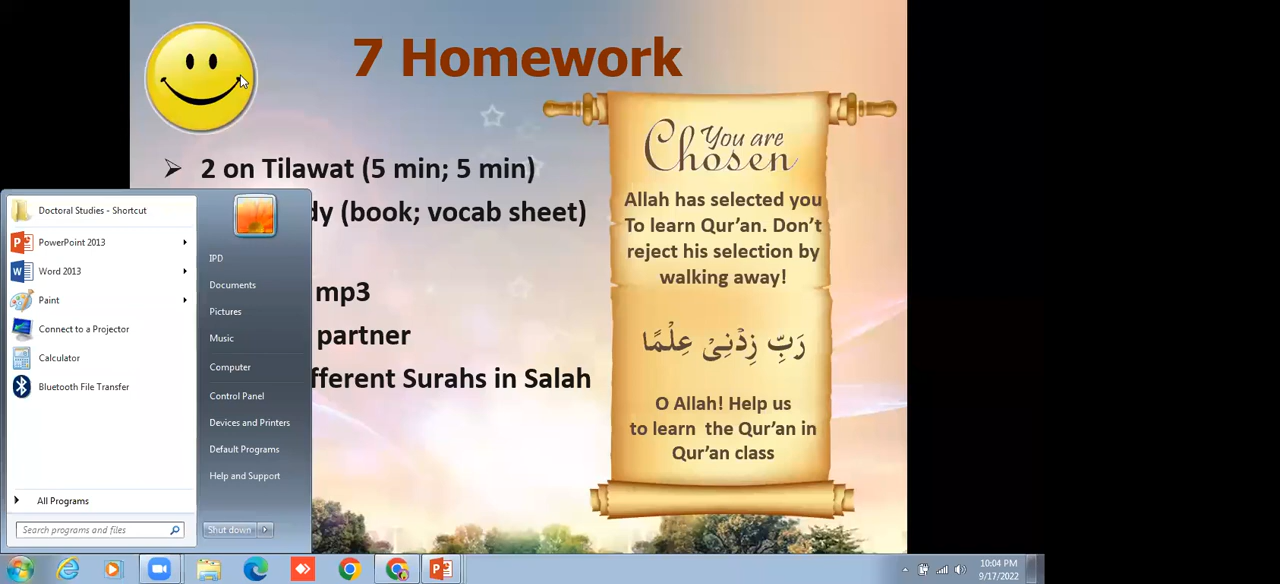 7 Homework
2 on Tilawat (5 min; 5 min)
(book; vocab sheet)
mp3
partner
Surahs in Salah
You are
Chosen
Allah has selected you
To learn Qur’an. Don’t
reject his selection by
walking away!
رَبِّ زِدْنِیْ عِلْمًا
O Allah! Help us
to learn the Qur’an in
Qur’an class
Doctoral Studies - Shortcut
PowerPoint 2013
Word 2013
Paint
Connect to a Projector
Calculator
Bluetooth File Transfer
All Programs
Search programs and files
IPD
Documents
Pictures
Music
Computer
Control Panel
Devices and Printers
Default Programs
Help and Support
Shut down
10:04 PM
9/17/2022